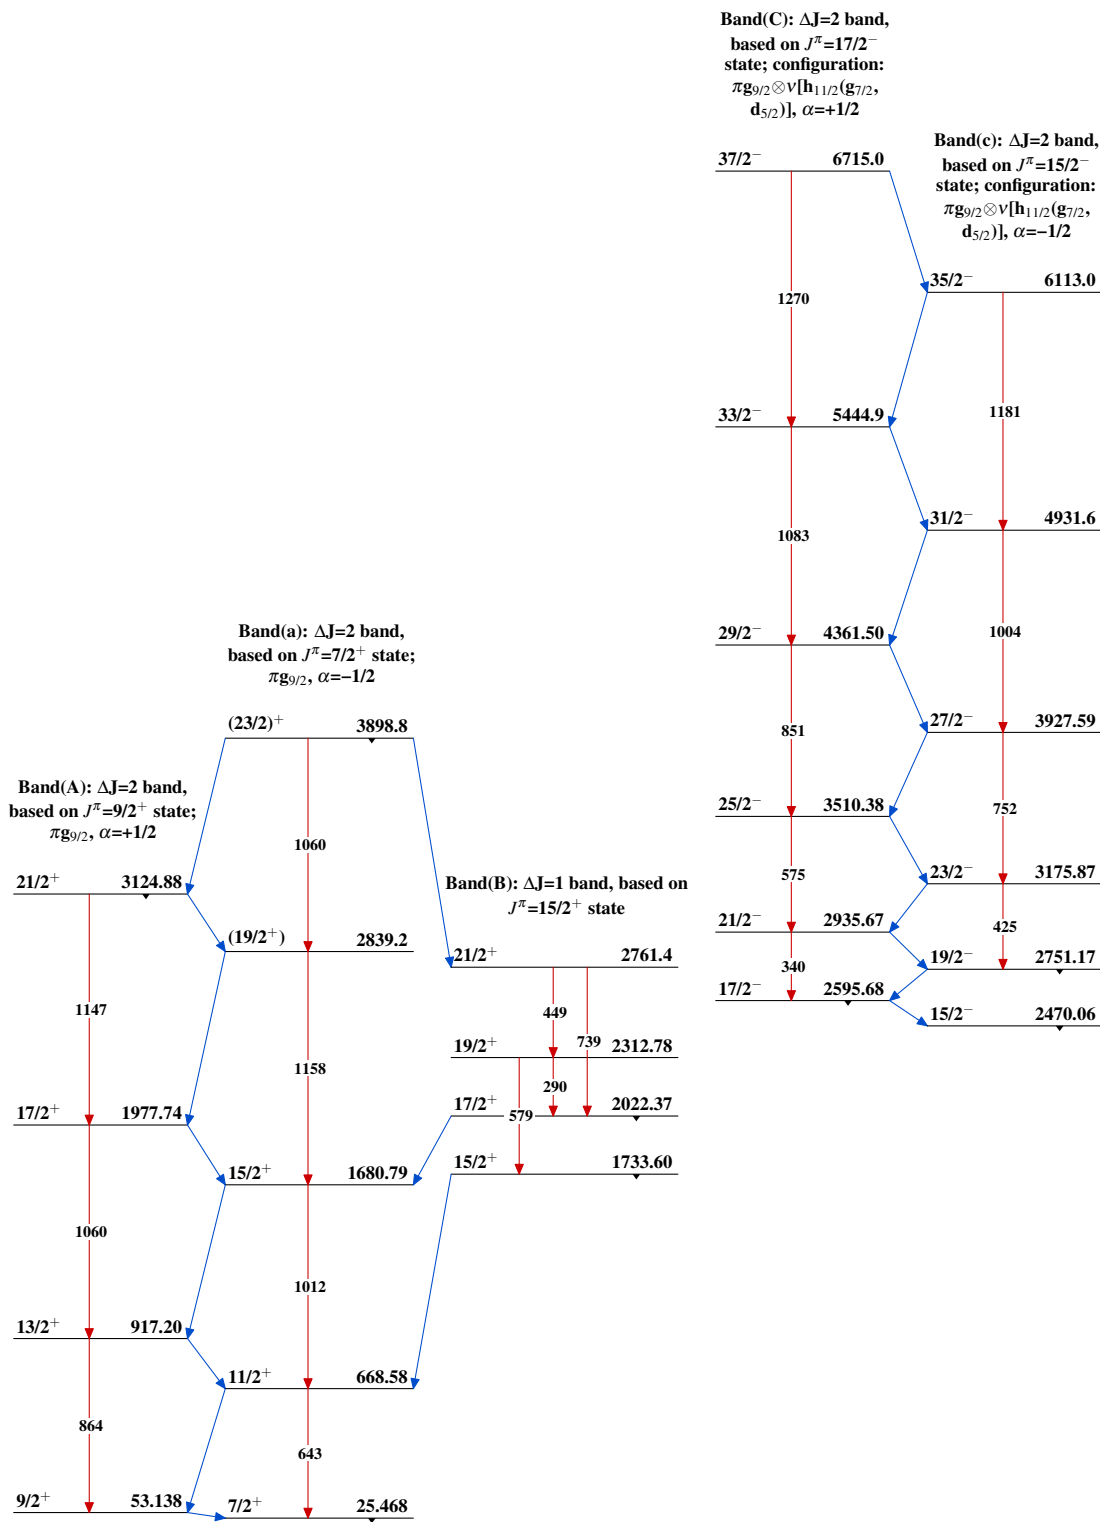 Band(A): ΔJ=2 band,
based on J^π=9/2⁺ state;
πg₉/₂, α=+1/2
21/2⁺ 3124.88
1147
17/2⁺ 1977.74
1060
13/2⁺ 917.20
864
9/2⁺ 53.138
Band(a): ΔJ=2 band,
based on J^π=7/2⁺ state;
πg₉/₂, α=−1/2
(23/2)⁺ 3898.8
1060
(19/2⁺) 2839.2
1158
15/2⁺ 1680.79
1012
11/2⁺ 668.58
643
7/2⁺ 25.468
Band(B): ΔJ=1 band, based on
J^π=15/2⁺ state
21/2⁺ 2761.4
449
739
19/2⁺ 2312.78
290
579
17/2⁺ 2022.37
15/2⁺ 1733.60
Band(C): ΔJ=2 band,
based on J^π=17/2⁻
state; configuration:
πg₉/₂⊗ν[h₁₁/₂(g₇/₂,
d₅/₂)], α=+1/2
37/2⁻ 6715.0
1270
33/2⁻ 5444.9
1083
29/2⁻ 4361.50
851
25/2⁻ 3510.38
575
21/2⁻ 2935.67
340
17/2⁻ 2595.68
Band(c): ΔJ=2 band,
based on J^π=15/2⁻
state; configuration:
πg₉/₂⊗ν[h₁₁/₂(g₇/₂,
d₅/₂)], α=−1/2
35/2⁻ 6113.0
1181
31/2⁻ 4931.6
1004
27/2⁻ 3927.59
752
23/2⁻ 3175.87
425
19/2⁻ 2751.17
15/2⁻ 2470.06